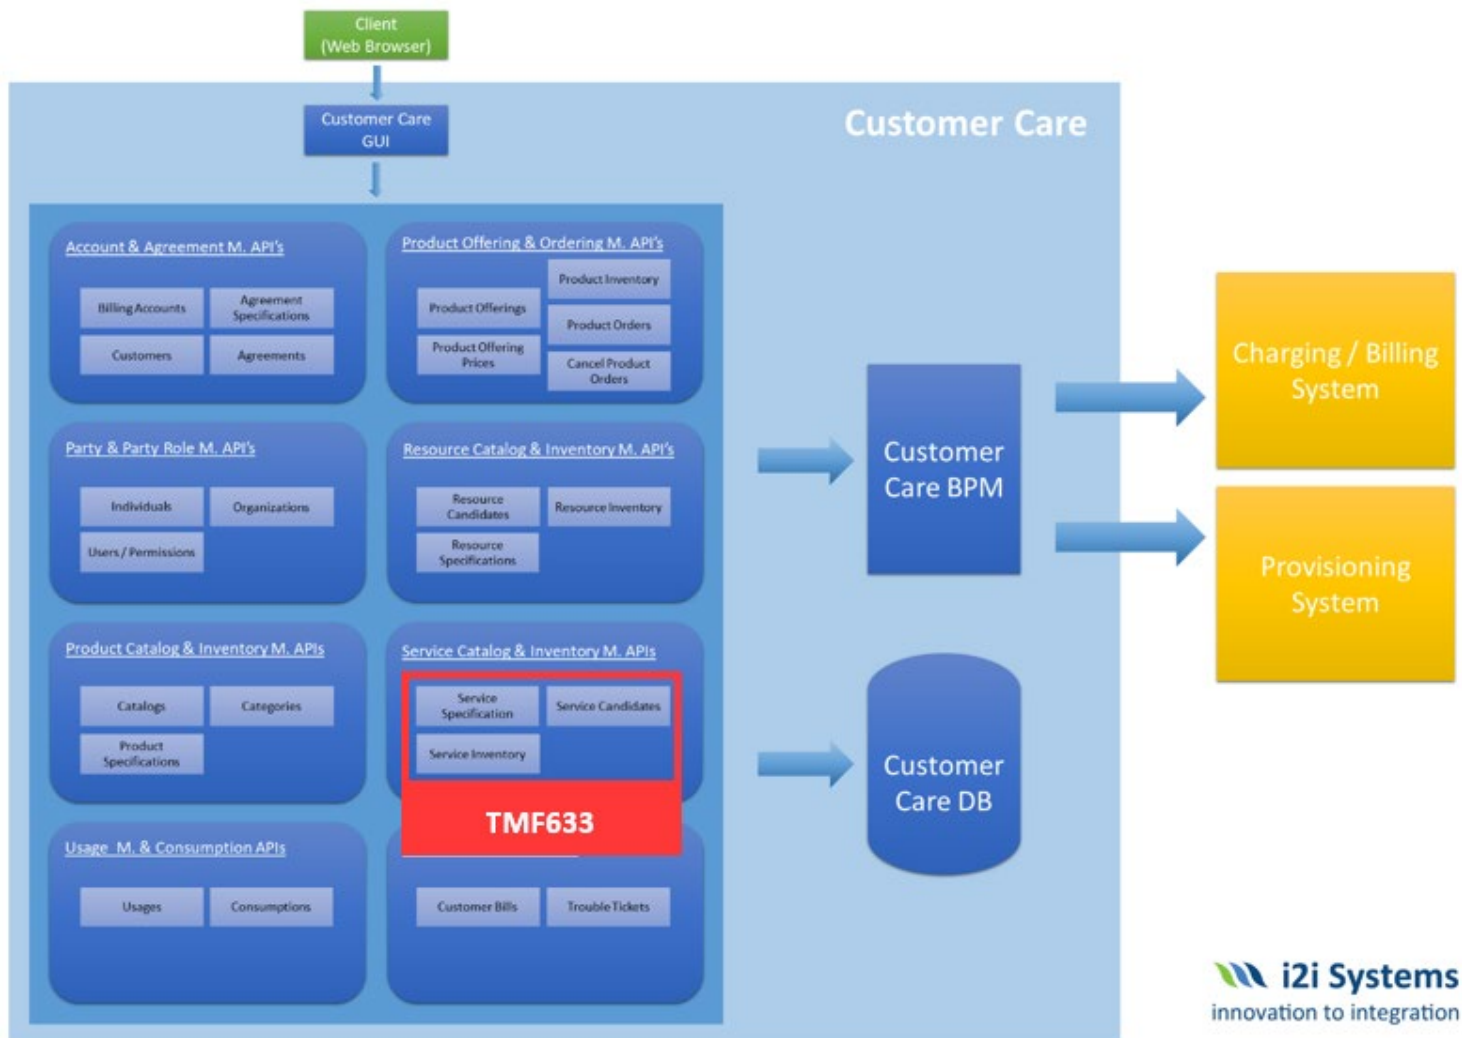 Client
(Web Browser)
Customer Care
GUI
Customer Care
Account & Agreement M. API's
Billing Accounts
Agreement
Specifications
Customers
Agreements
Product Offering & Ordering M. API's
Product Inventory
Product Offerings
Product Orders
Product Offering
Prices
Cancel Product
Orders
Party & Party Role M. API's
Individuals
Organizations
Users / Permissions
Resource Catalog & Inventory M. API's
Resource
Candidates
Resource Inventory
Resource
Specifications
Product Catalog & Inventory M. APIs
Catalogs
Categories
Product
Specifications
Service Catalog & Inventory M. APIs
Service
Specification
Service Candidates
Service Inventory
TMF633
Usage M. & Consumption APIs
Usages
Consumptions
Customer Bills
Trouble Tickets
Customer
Care BPM
Customer
Care DB
Charging / Billing
System
Provisioning
System
i2i Systems
innovation to integration